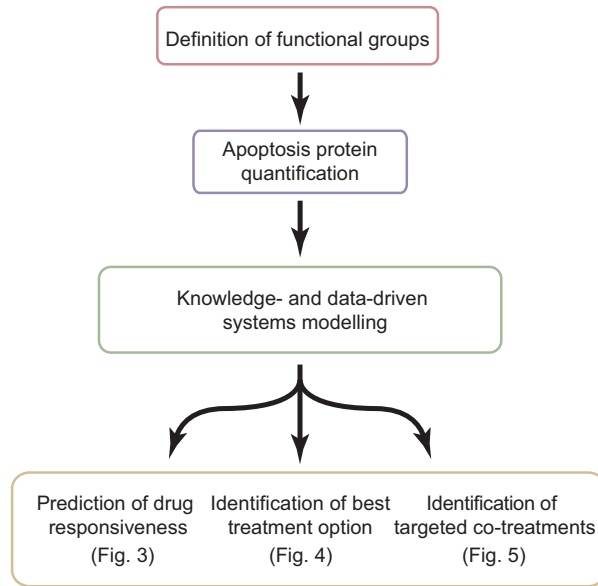 Definition of functional groups
Apoptosis protein
quantification
Knowledge- and data-driven
systems modelling
Prediction of drug
responsiveness
(Fig. 3)
Identification of best
treatment option
(Fig. 4)
Identification of
targeted co-treatments
(Fig. 5)